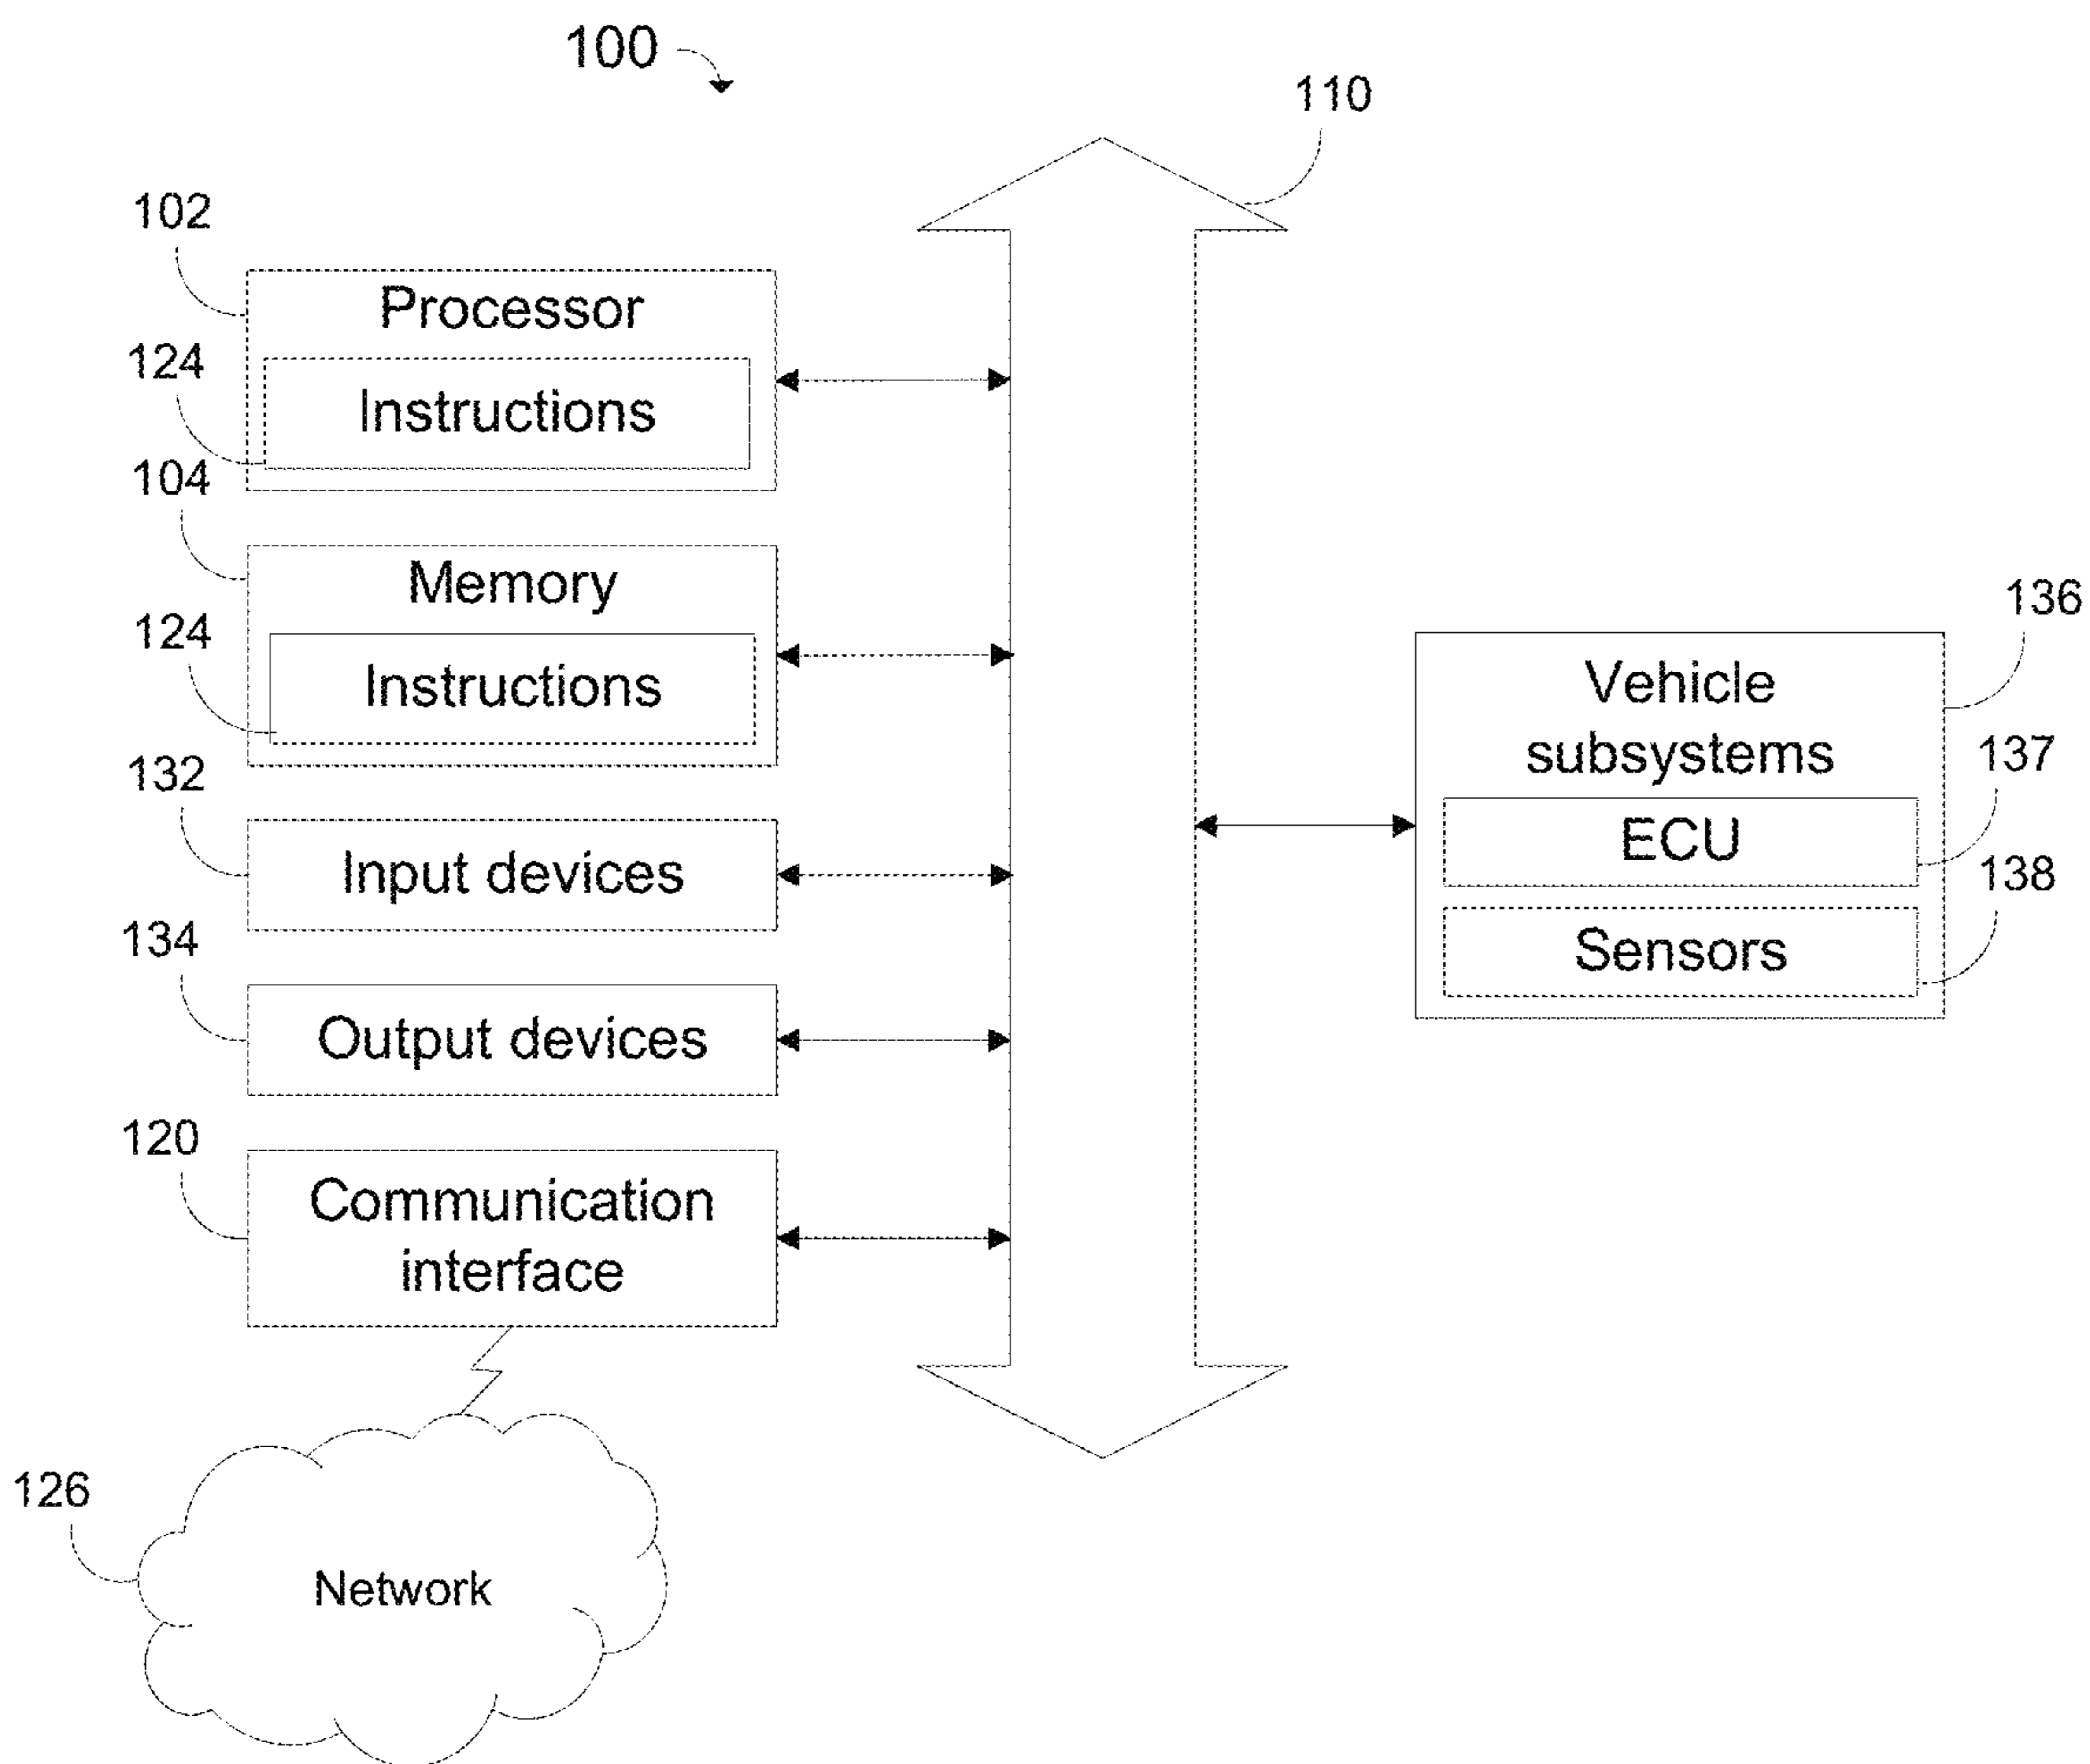 100
110
102
Processor
124
Instructions
104
Memory
124
Instructions
132
Input devices
134
Output devices
120
Communication
interface
126
Network
136
Vehicle
subsystems
137
ECU
138
Sensors